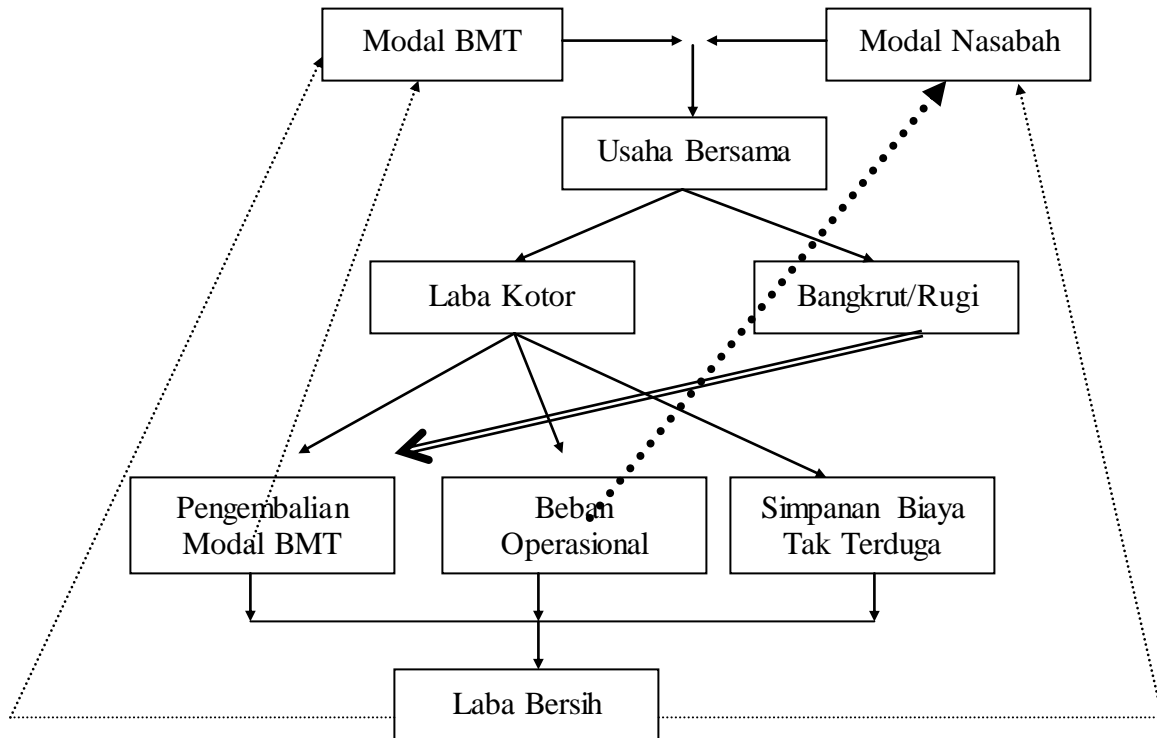 Modal BMT
Modal Nasabah
Usaha Bersama
Laba Kotor
Bangkrut/Rugi
Pengembalian
Modal BMT
Beban
Operasional
Simpanan Biaya
Tak Terduga
Laba Bersih